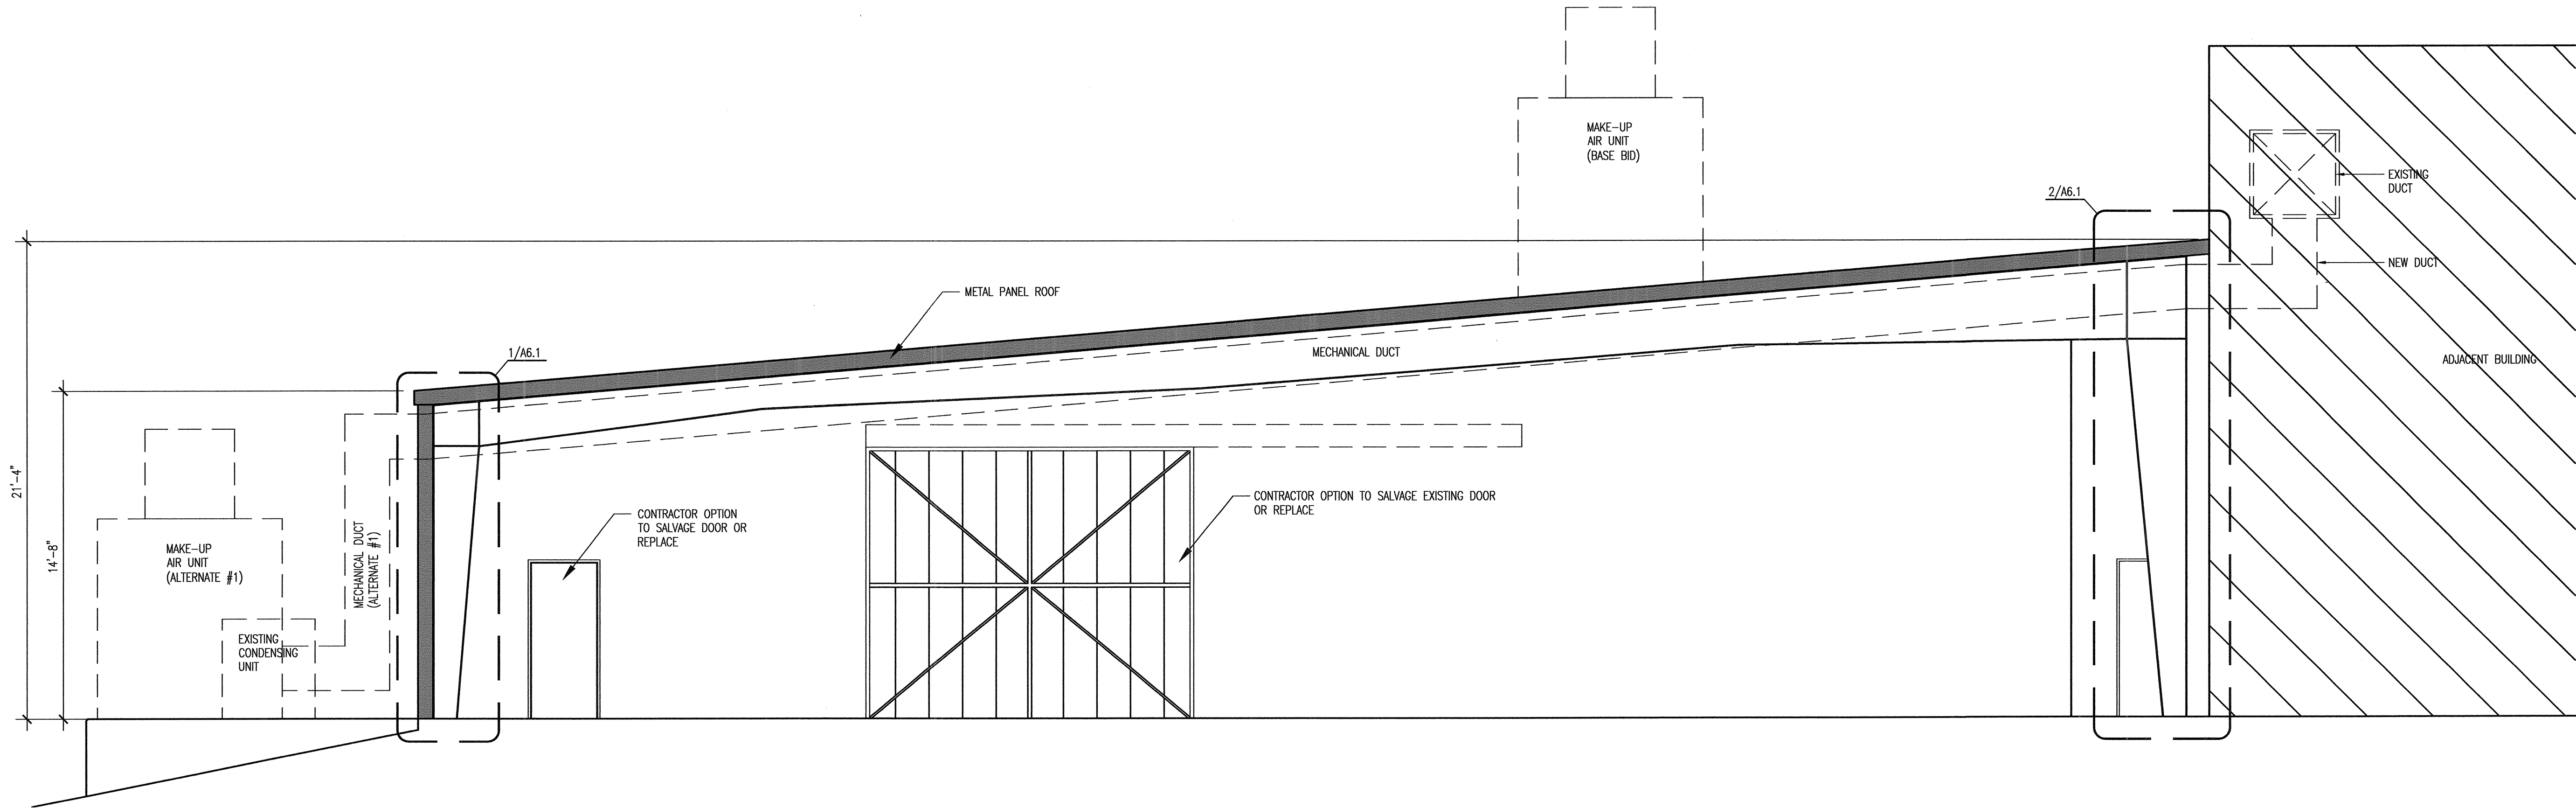 MAKE-UP
AIR UNIT
(BASE BID)
EXISTING
DUCT
2/A6.1
NEW DUCT
METAL PANEL ROOF
1/A6.1
MECHANICAL DUCT
ADJACENT BUILDING
21'-4"
14'-8"
CONTRACTOR OPTION TO SALVAGE EXISTING DOOR
OR REPLACE
CONTRACTOR OPTION
TO SALVAGE DOOR OR
REPLACE
MAKE-UP
AIR UNIT
(ALTERNATE #1)
MECHANICAL DUCT
(ALTERNATE #1)
EXISTING
CONDENSING
UNIT